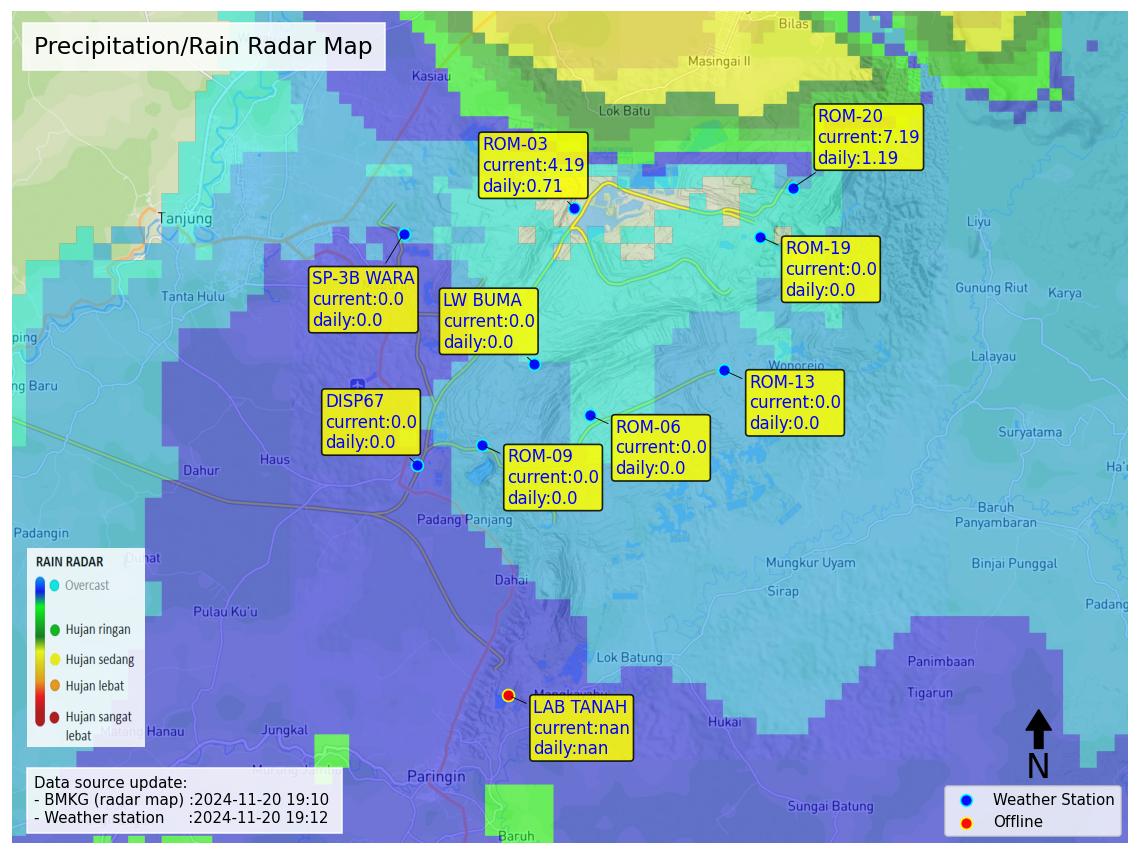 Precipitation/Rain Radar Map
Bilas
Masingai II
Kasiau
Lok Batu
ROM-20
current:7.19
daily:1.19
ROM-03
current:4.19
daily:0.71
Tanjung
Liyu
ROM-19
current:0.0
daily:0.0
SP-3B WARA
current:0.0
daily:0.0
LW BUMA
current:0.0
daily:0.0
Tanta Hulu
Gunung Riut
Karya
ping
Lalayau
Wonorejo
ng Baru
ROM-13
current:0.0
daily:0.0
DISP67
current:0.0
daily:0.0
ROM-06
current:0.0
daily:0.0
Suryatama
ROM-09
current:0.0
daily:0.0
Haus
Dahur
Ha'u
Baruh
Panyambaran
Padang Panjang
Padangin
Mungkur Uyam
Binjai Punggal
Dahai
Sirap
Padang
Pulau Ku'u
RAIN RADAR
Overcast
Hujan ringan
Hujan sedang
Hujan lebat
Hujan sangat
lebat
Lok Batung
Panimbaan
Tigarun
LAB TANAH
current:nan
daily:nan
Hukai
Jungkal
Hanau
Paringin
Sungai Batung
Baruh
N
Data source update:
- BMKG (radar map) :2024-11-20 19:10
- Weather station :2024-11-20 19:12
Weather Station
Offline